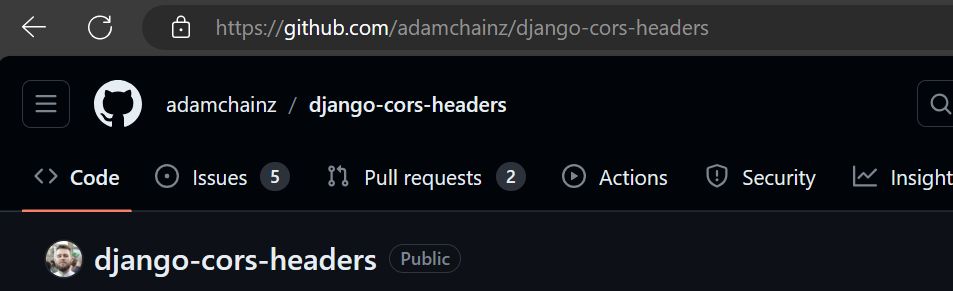 https://github.com/adamchainz/django-cors-headers
adamchainz / django-cors-headers
Code Issues 5 Pull requests 2 Actions Security Insight
django-cors-headers Public